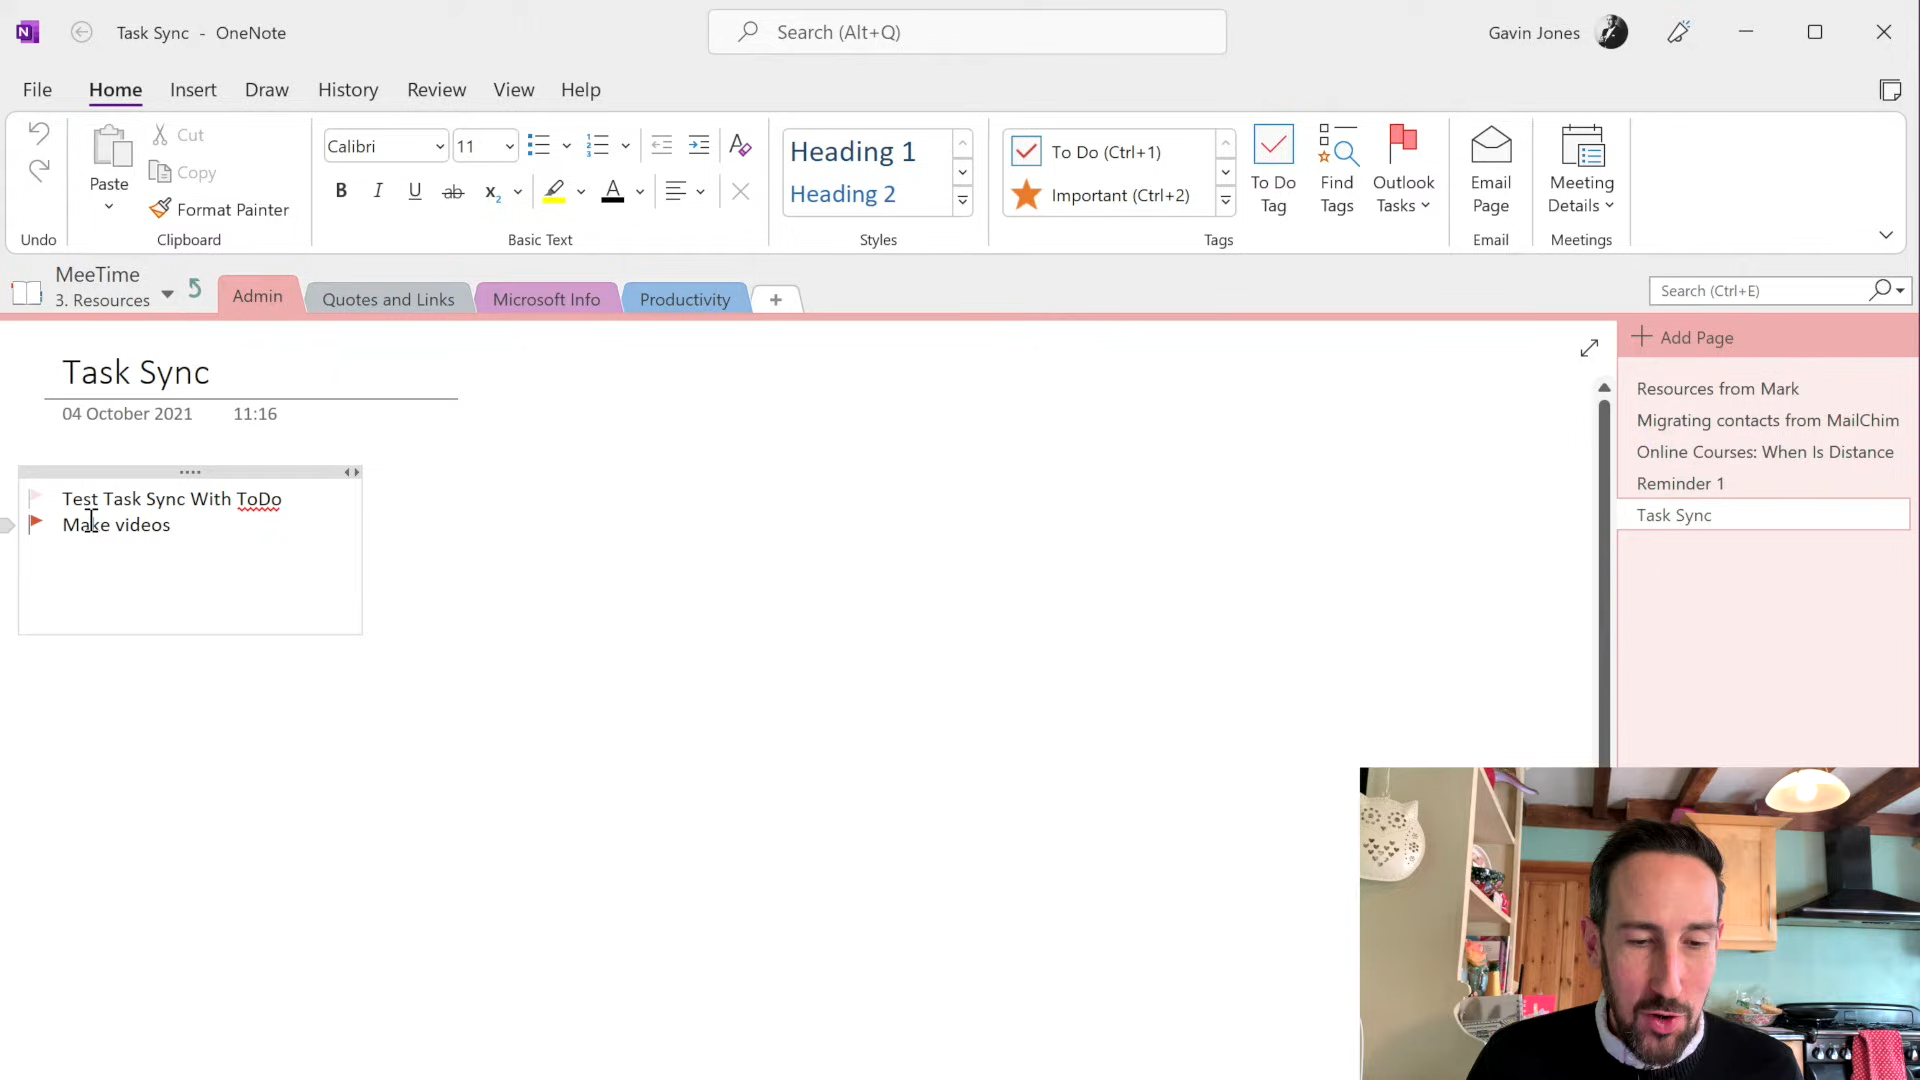 Task Sync - OneNote
Search (Alt+Q)
Gavin Jones
File
Home
Insert
Draw
History
Review
View
Help
Undo
Paste
Cut
Copy
Format Painter
Clipboard
Calibri
11
B I U ab x₂ A
Basic Text
Heading 1
Heading 2
Styles
To Do (Ctrl+1)
Important (Ctrl+2)
To Do
Tag
Find
Tags
Outlook
Tasks
Tags
Email
Page
Email
Meeting
Details
Meetings
MeeTime
3. Resources
Admin
Quotes and Links
Microsoft Info
Productivity
+
Search (Ctrl+E)
Task Sync
04 October 2021 11:16
Test Task Sync With ToDo
Make videos
Add Page
Resources from Mark
Migrating contacts from MailChim
Online Courses: When Is Distance
Reminder 1
Task Sync